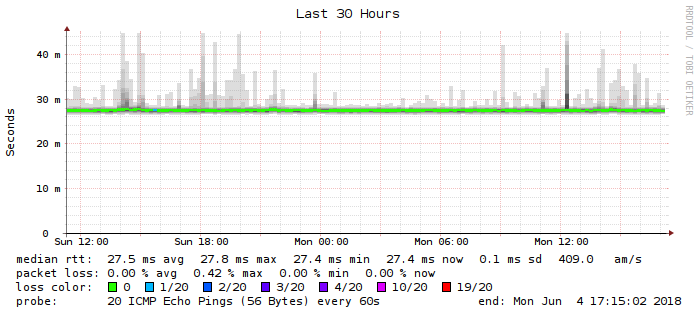 Last 30 Hours
RRDTOOL / TOBI OETIKER
Seconds
40 m
30 m
20 m
10 m
0
Sun 12:00 Sun 18:00 Mon 00:00 Mon 06:00 Mon 12:00
median rtt: 27.5 ms avg 27.8 ms max 27.4 ms min 27.4 ms now 0.1 ms sd 409.0 am/s
packet loss: 0.00 % avg 0.42 % max 0.00 % min 0.00 % now
loss color: 0 1/20 2/20 3/20 4/20 10/20 19/20
probe: 20 ICMP Echo Pings (56 Bytes) every 60s end: Mon Jun 4 17:15:02 2018